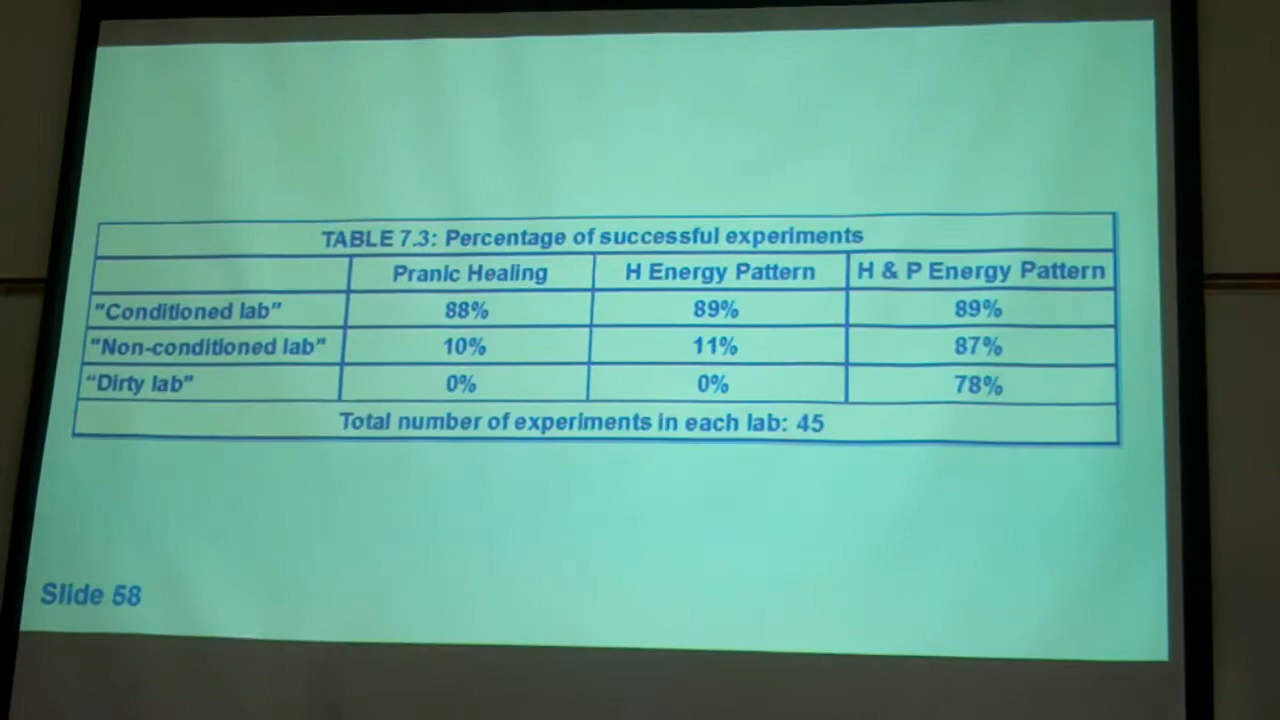 TABLE 7.3: Percentage of successful experiments
Pranic Healing H Energy Pattern H & P Energy Pattern
"Conditioned lab" 88% 89% 89%
"Non-conditioned lab" 10% 11% 87%
“Dirty lab” 0% 0% 78%
Total number of experiments in each lab: 45
Slide 58